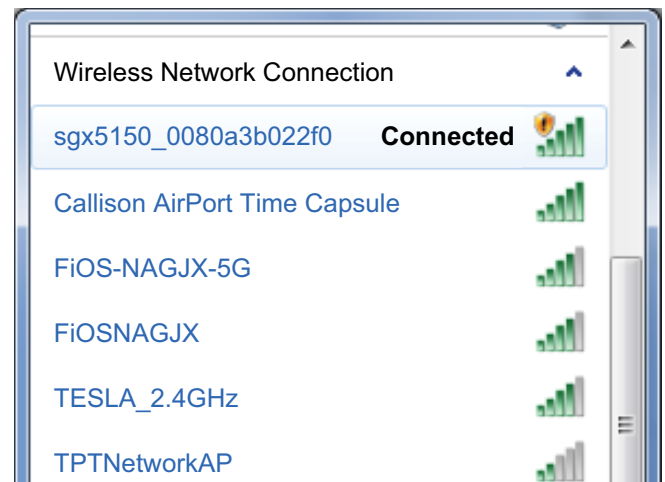 Wireless Network Connection
sgx5150_0080a3b022f0 Connected
Callison AirPort Time Capsule
FiOS-NAGJX-5G
FiOSNAGJX
TESLA_2.4GHz
TPTNetworkAP